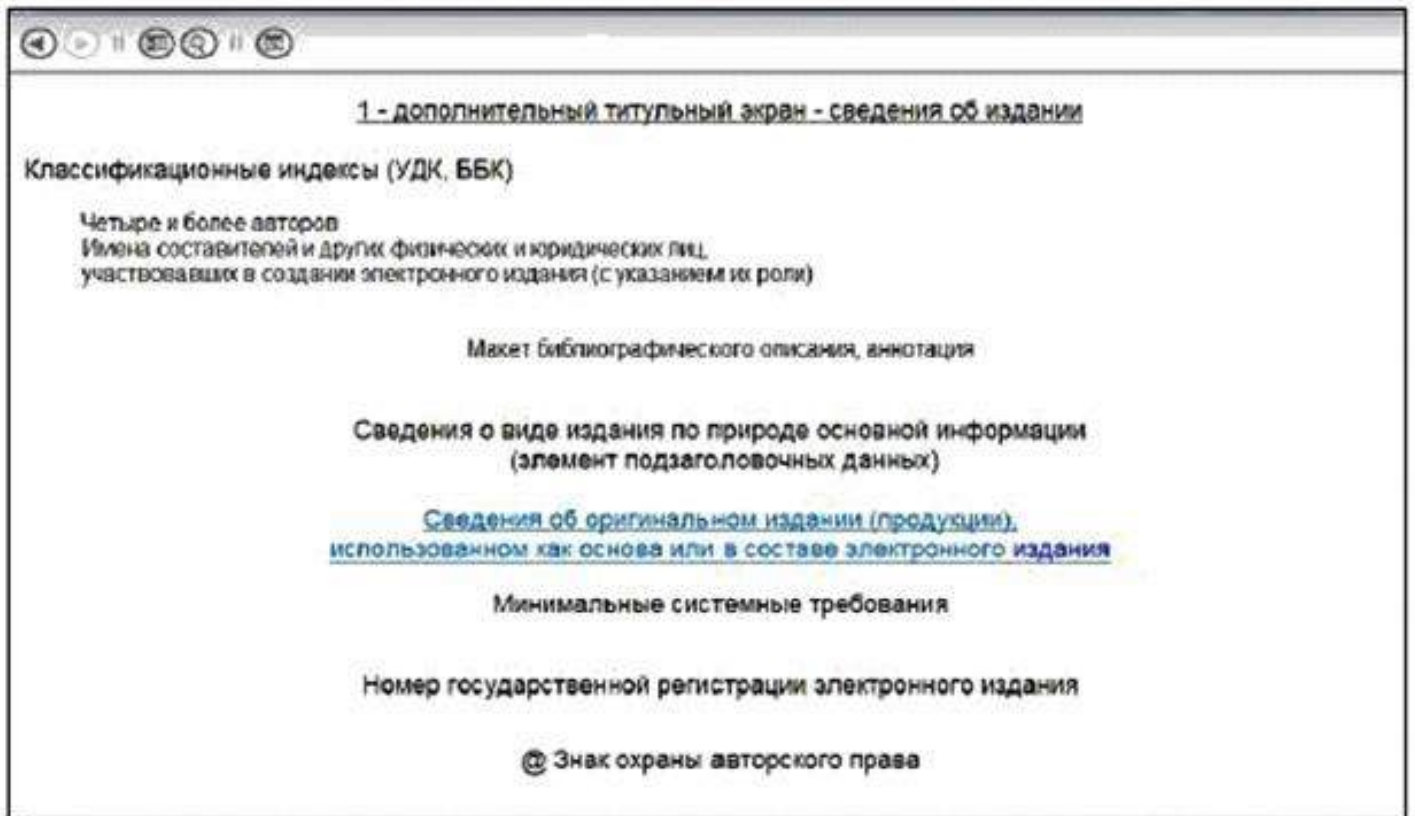 1 - дополнительный титульный экран - сведения об издании
Классификационные индексы (УДК, ББК)
Четыре и более авторов
Имена составителей и других физических и юридических лиц,
участвовавших в создании электронного издания (с указанием их роли)
Макет библиографического описания, аннотация
Сведения о виде издания по природе основной информации
(элемент подзаголовочных данных)
Сведения об оригинальном издании (продукции),
использованном как основа или в составе электронного издания
Минимальные системные требования
Номер государственной регистрации электронного издания
@ Знак охраны авторского права